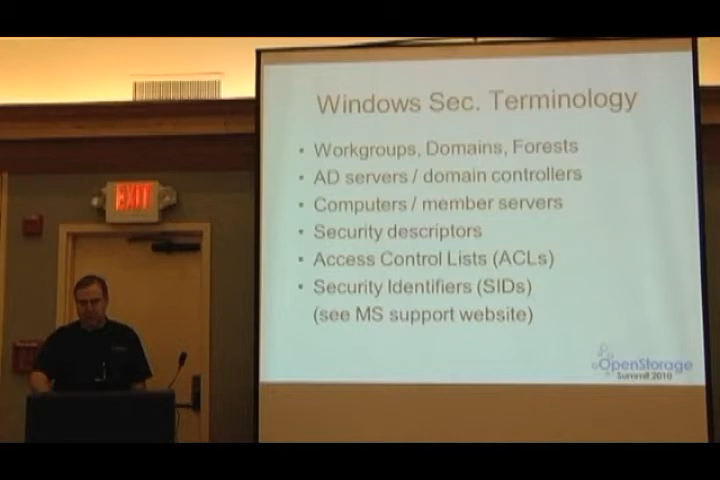 Windows Sec. Terminology
• Workgroups, Domains, Forests
• AD servers / domain controllers
• Computers / member servers
• Security descriptors
• Access Control Lists (ACLs)
• Security Identifiers (SIDs)
(see MS support website)
EXIT
OpenStorage
Summit 2010